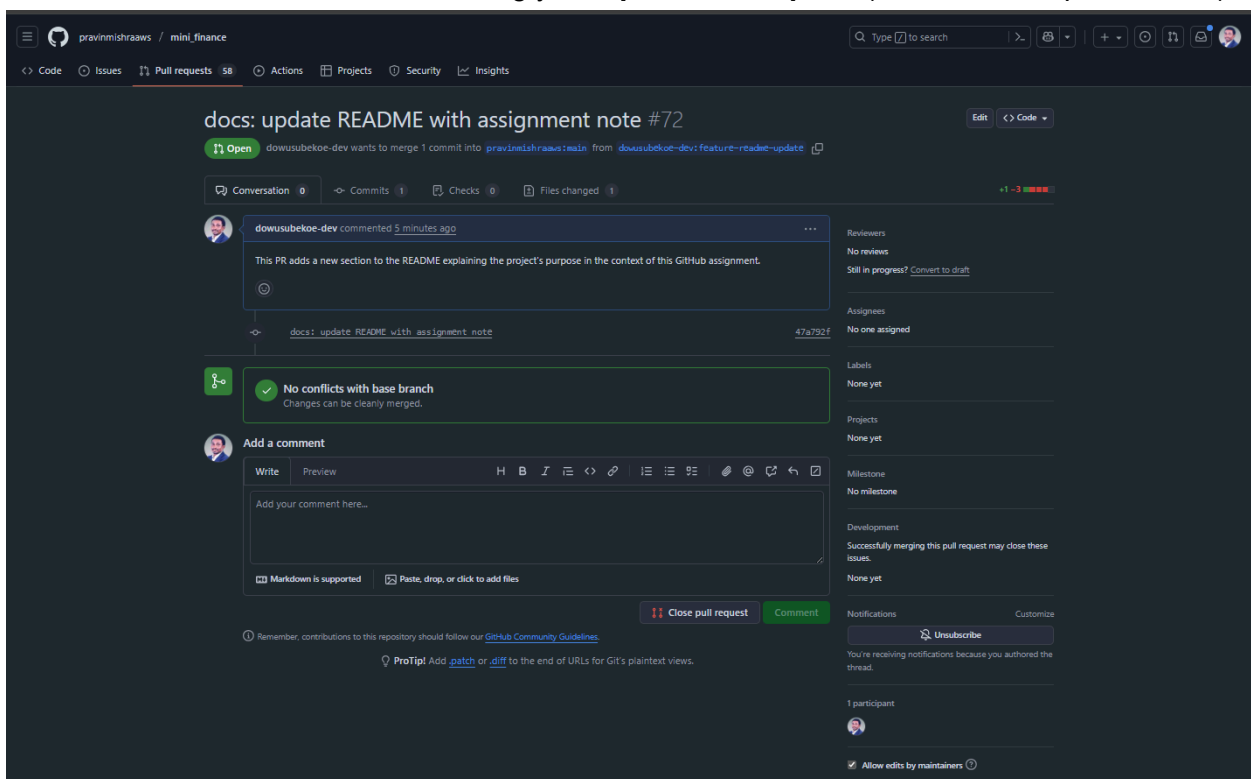 pravinmishraaws / mini_finance
Type / to search
<> Code Issues Pull requests 58 Actions Projects Security Insights
docs: update README with assignment note #72
Edit <> Code
Open dowusubekoe-dev wants to merge 1 commit into pravinmishraaws:main from dowusubekoe-dev:feature-readme-update
Conversation 0 Commits 1 Checks 0 Files changed 1 +1 −3
dowusubekoe-dev commented 5 minutes ago ...
This PR adds a new section to the README explaining the project's purpose in the context of this GitHub assignment.
docs: update README with assignment note 47a792f
No conflicts with base branch
Changes can be cleanly merged.
Add a comment
Write Preview
Add your comment here...
Markdown is supported Paste, drop, or click to add files
Close pull request Comment
Remember, contributions to this repository should follow our GitHub Community Guidelines.
ProTip! Add .patch or .diff to the end of URLs for Git's plaintext views.
Reviewers
No reviews
Still in progress? Convert to draft
Assignees
No one assigned
Labels
None yet
Projects
None yet
Milestone
No milestone
Development
Successfully merging this pull request may close these
issues.
None yet
Notifications Customize
Unsubscribe
You're receiving notifications because you authored the
thread.
1 participant
Allow edits by maintainers ?